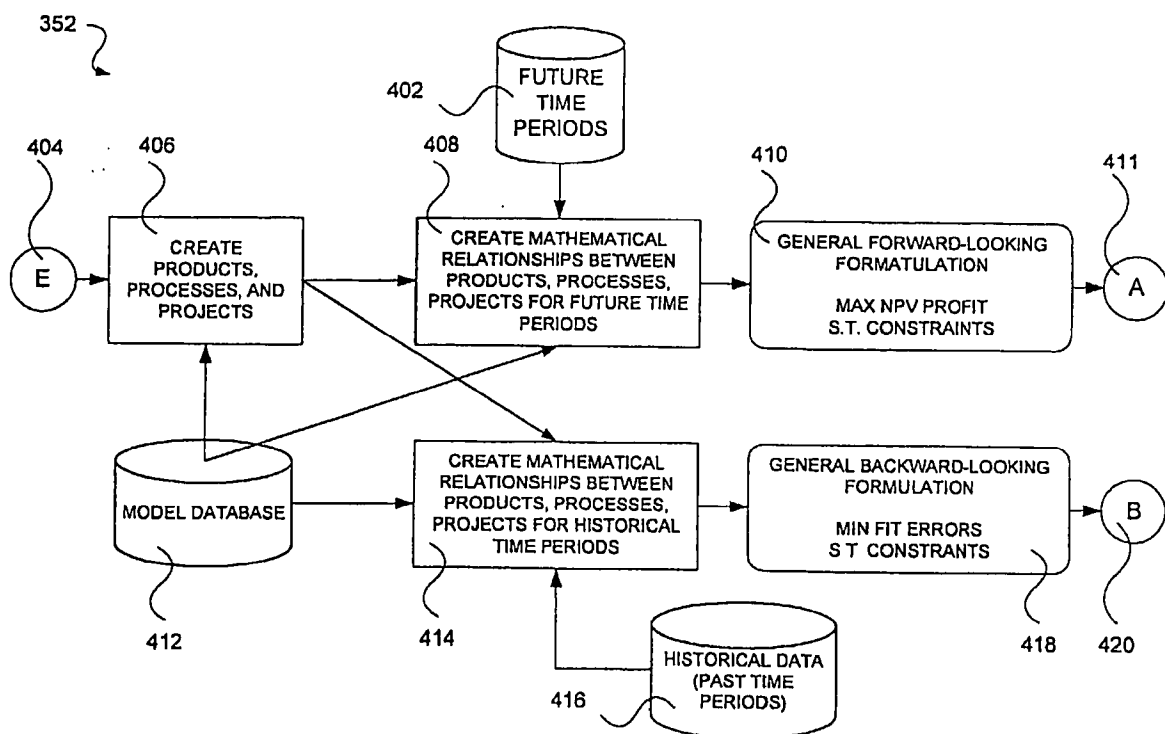 352
402
FUTURE
TIME
PERIODS
404
406
408
410
411
E
CREATE
PRODUCTS,
PROCESSES, AND
PROJECTS
CREATE MATHEMATICAL
RELATIONSHIPS BETWEEN
PRODUCTS, PROCESSES,
PROJECTS FOR FUTURE TIME
PERIODS
GENERAL FORWARD-LOOKING
FORMATULATION
MAX NPV PROFIT
S.T. CONSTRAINTS
A
MODEL DATABASE
CREATE MATHEMATICAL
RELATIONSHIPS BETWEEN
PRODUCTS, PROCESSES,
PROJECTS FOR HISTORICAL
TIME PERIODS
GENERAL BACKWARD-LOOKING
FORMULATION
MIN FIT ERRORS
S T CONSTRANTS
B
412
414
418
420
HISTORICAL DATA
(PAST TIME
PERIODS)
416